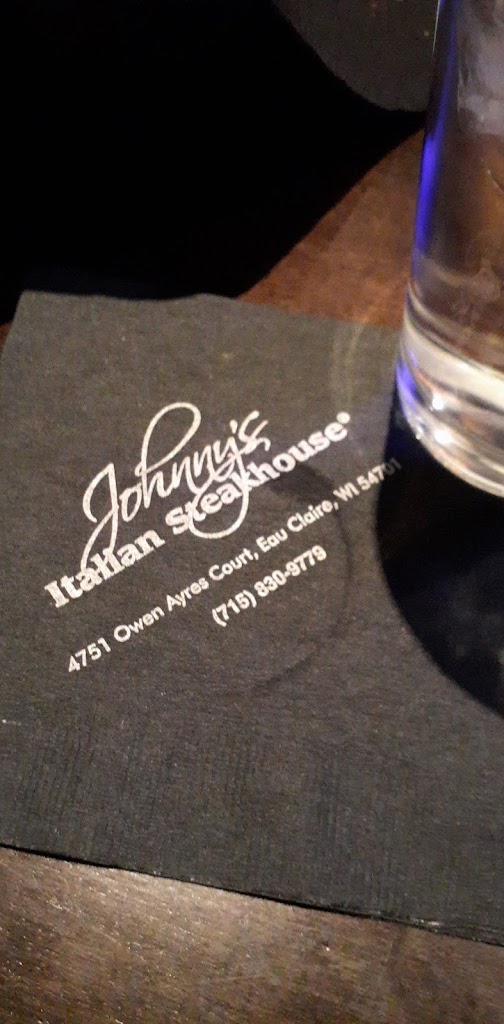 Johnny's
Italian Steakhouse®
4751 Owen Ayres Court, Eau Claire, WI 54701
(715) 830-9779